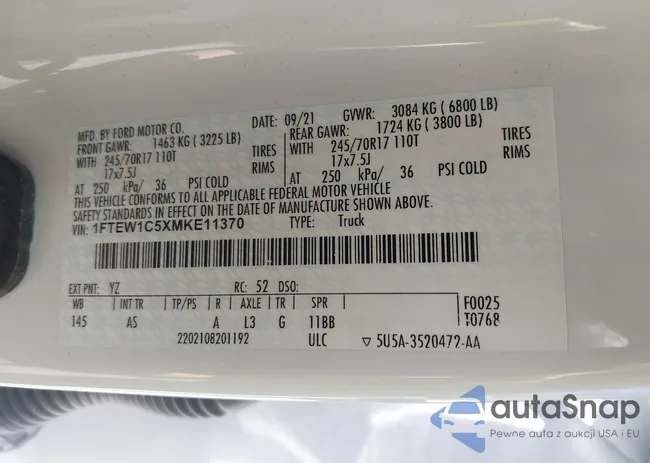 MFD. BY FORD MOTOR CO. DATE: 09/21 GVWR: 3084 KG ( 6800 LB)
FRONT GAWR: 1463 KG ( 3225 LB) REAR GAWR: 1724 KG ( 3800 LB)
WITH 245/70R17 110T TIRES WITH 245/70R17 110T TIRES
17x7.5J RIMS 17x7.5J RIMS
AT 250 kPa/ 36 PSI COLD AT 250 kPa/ 36 PSI COLD
THIS VEHICLE CONFORMS TO ALL APPLICABLE FEDERAL MOTOR VEHICLE
SAFETY STANDARDS IN EFFECT ON THE DATE OF MANUFACTURE SHOWN ABOVE.
VIN: 1FTEW1C5XMKE11370 TYPE: Truck
EXT PNT: YZ RC: 52 DSO:
WB INT TR TP/PS R AXLE TR SPR F0025
145 AS A L3 G 11BB T0768
2202108201192 ULC ▽ 5U5A-3520472-AA
autaSnap
Pewne auta z aukcji USA i EU